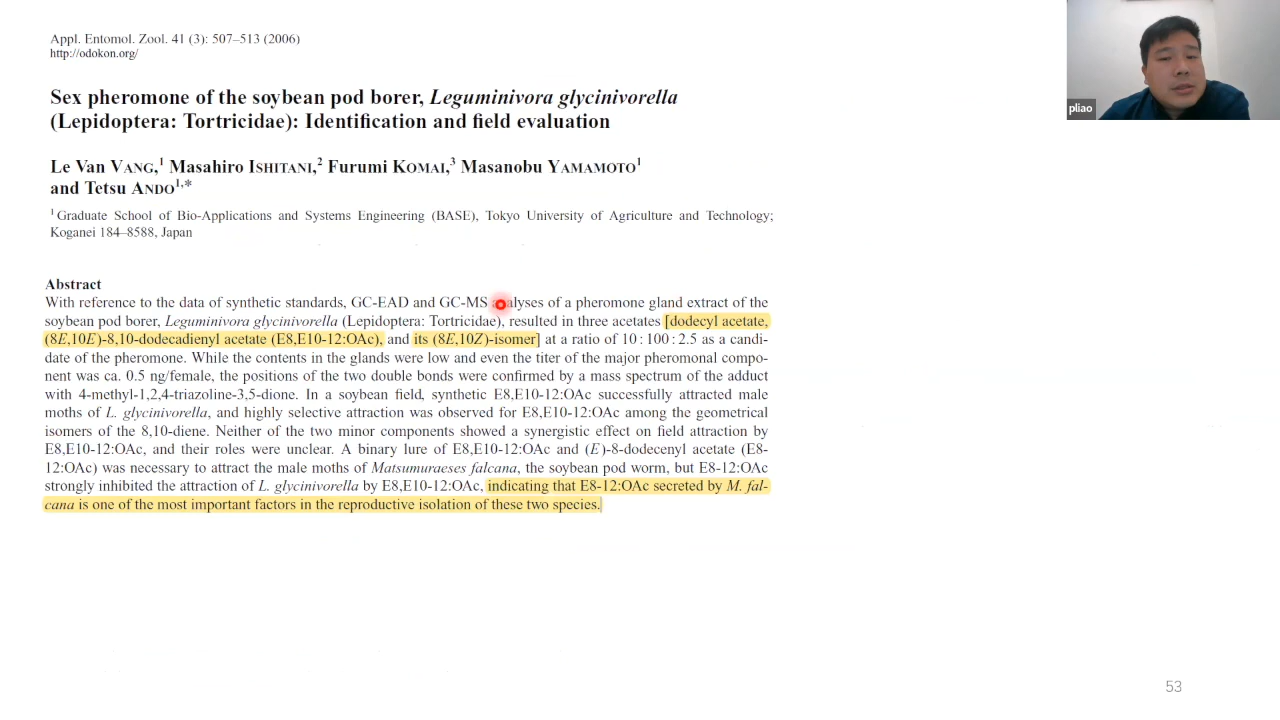 Appl. Entomol. Zool. 41 (3): 507–513 (2006)
http://odokon.org/
Sex pheromone of the soybean pod borer, Leguminivora glycinivorella
(Lepidoptera: Tortricidae): Identification and field evaluation
Le Van VANG,1 Masahiro ISHITANI,2 Furumi KOMAI,3 Masanobu YAMAMOTO1
and Tetsu ANDO1,*
1 Graduate School of Bio-Applications and Systems Engineering (BASE), Tokyo University of Agriculture and Technology;
Koganei 184–8588, Japan
Abstract
With reference to the data of synthetic standards, GC-EAD and GC-MS analyses of a pheromone gland extract of the
soybean pod borer, Leguminivora glycinivorella (Lepidoptera: Tortricidae), resulted in three acetates [dodecyl acetate,
(8E,10E)-8,10-dodecadienyl acetate (E8,E10-12:OAc), and its (8E,10Z)-isomer] at a ratio of 10 : 100 : 2.5 as a candi-
date of the pheromone. While the contents in the glands were low and even the titer of the major pheromonal compo-
nent was ca. 0.5 ng/female, the positions of the two double bonds were confirmed by a mass spectrum of the adduct
with 4-methyl-1,2,4-triazoline-3,5-dione. In a soybean field, synthetic E8,E10-12:OAc successfully attracted male
moths of L. glycinivorella, and highly selective attraction was observed for E8,E10-12:OAc among the geometrical
isomers of the 8,10-diene. Neither of the two minor components showed a synergistic effect on field attraction by
E8,E10-12:OAc, and their roles were unclear. A binary lure of E8,E10-12:OAc and (E)-8-dodecenyl acetate (E8-
12:OAc) was necessary to attract the male moths of Matsumuraeses falcana, the soybean pod worm, but E8-12:OAc
strongly inhibited the attraction of L. glycinivorella by E8,E10-12:OAc, indicating that E8-12:OAc secreted by M. fal-
cana is one of the most important factors in the reproductive isolation of these two species.
pliao
53